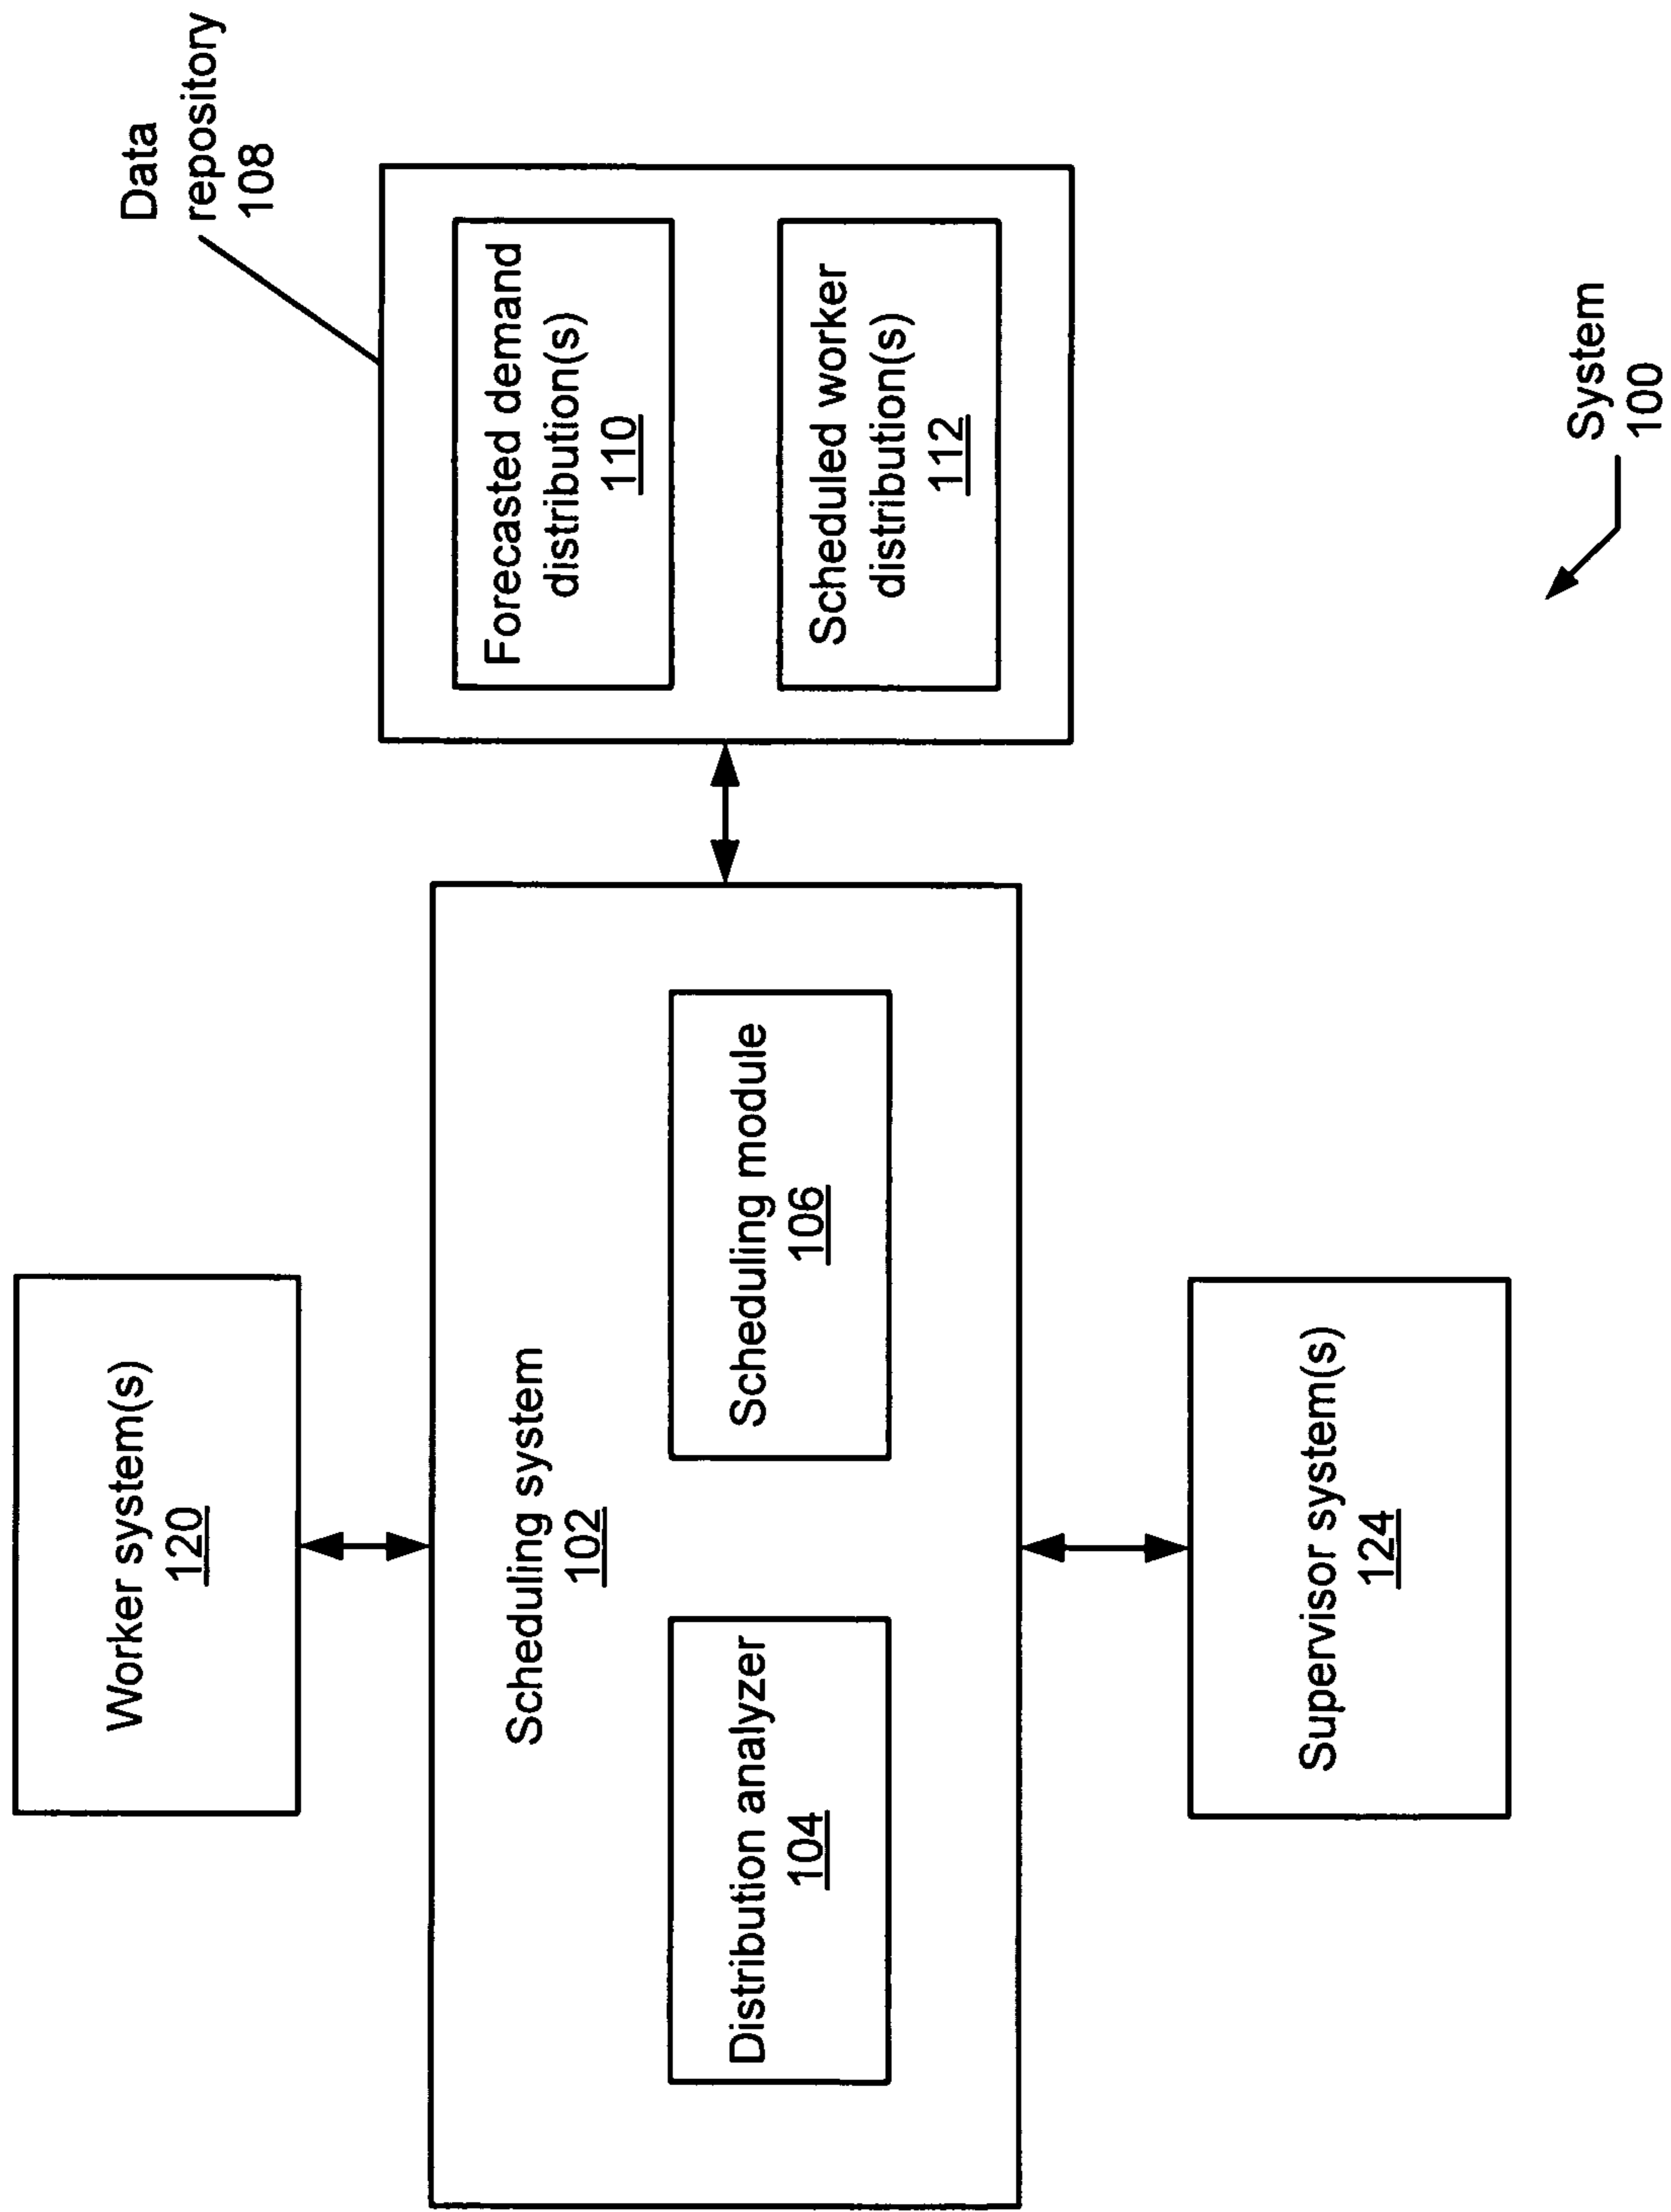 Worker system(s)
120
Data
repository
108
Scheduling system
102
Distribution analyzer
104
Scheduling module
106
Forecasted demand
distribution(s)
110
Scheduled worker
distribution(s)
112
Supervisor system(s)
124
System
100